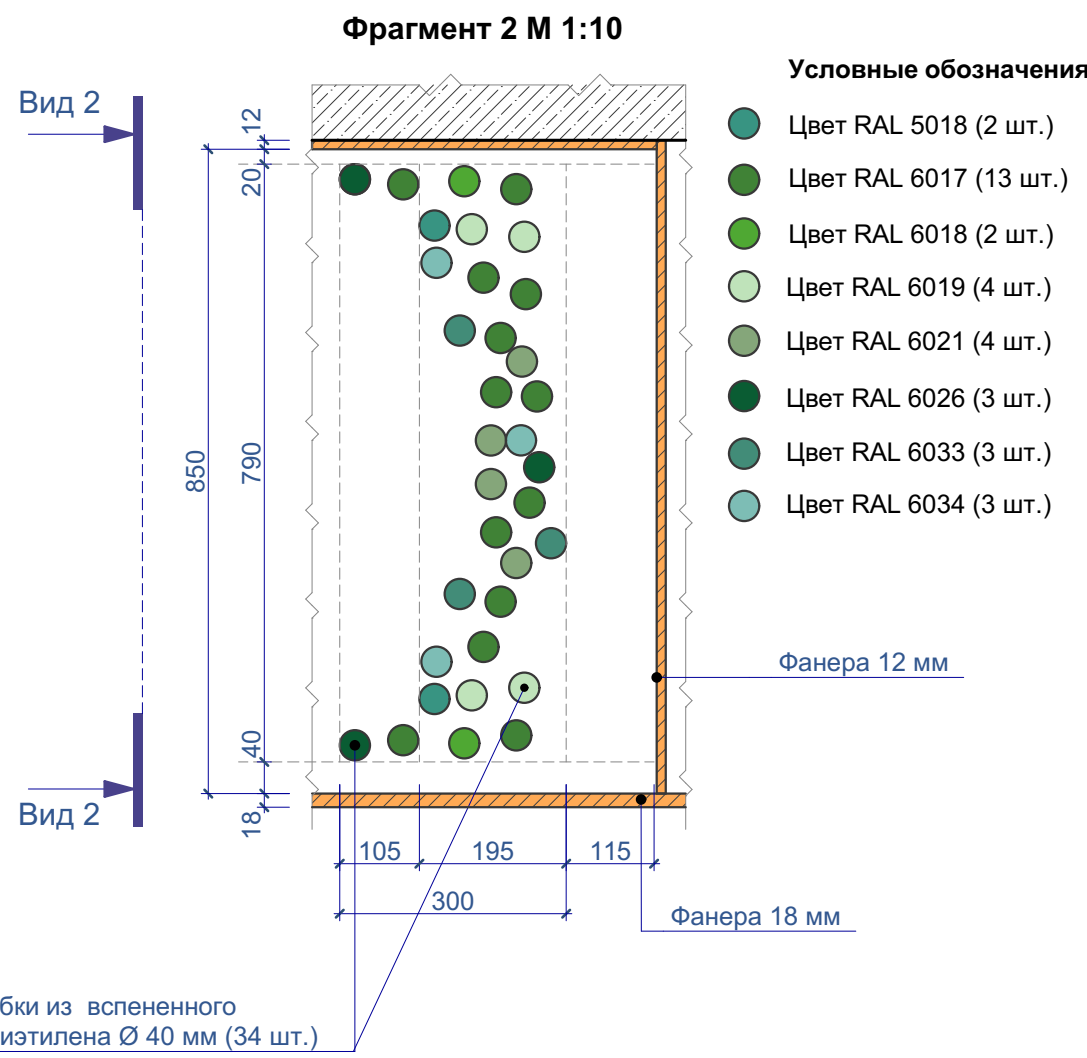 Фрагмент 2 М 1:10
Условные обозначения
Цвет RAL 5018 (2 шт.)
Цвет RAL 6017 (13 шт.)
Цвет RAL 6018 (2 шт.)
Цвет RAL 6019 (4 шт.)
Цвет RAL 6021 (4 шт.)
Цвет RAL 6026 (3 шт.)
Цвет RAL 6033 (3 шт.)
Цвет RAL 6034 (3 шт.)
Вид 2
12
20
850
790
40
18
Вид 2
105
195
115
300
Фанера 12 мм
Фанера 18 мм
бки из вспененного
иэтилена Ø 40 мм (34 шт.)